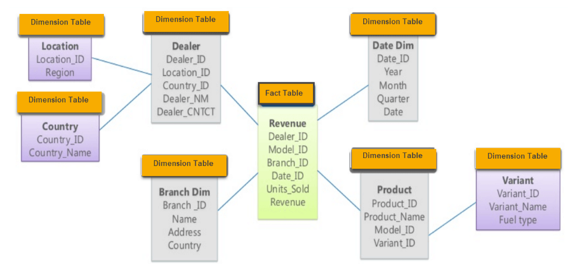 Dimension Table
Location
Location_ID
Region
Dimension Table
Dealer
Dealer_ID
Location_ID
Country_ID
Dealer_NM
Dealer_CNTCT
Dimension Table
Date Dim
Date_ID
Year
Month
Quarter
Date
Dimension Table
Country
Country_ID
Country_Name
Fact Table
Revenue
Dealer_ID
Model_ID
Branch_ID
Date_ID
Units_Sold
Revenue
Dimension Table
Branch Dim
Branch _ID
Name
Address
Country
Dimension Table
Product
Product_ID
Product_Name
Model_ID
Variant_ID
Dimension Table
Variant
Variant_ID
Variant_Name
Fuel type